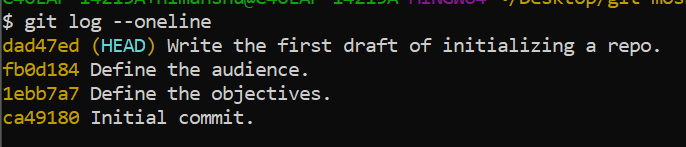 $ git log --oneline
dad47ed (HEAD) Write the first draft of initializing a repo.
fb0d184 Define the audience.
1ebb7a7 Define the objectives.
ca49180 Initial commit.